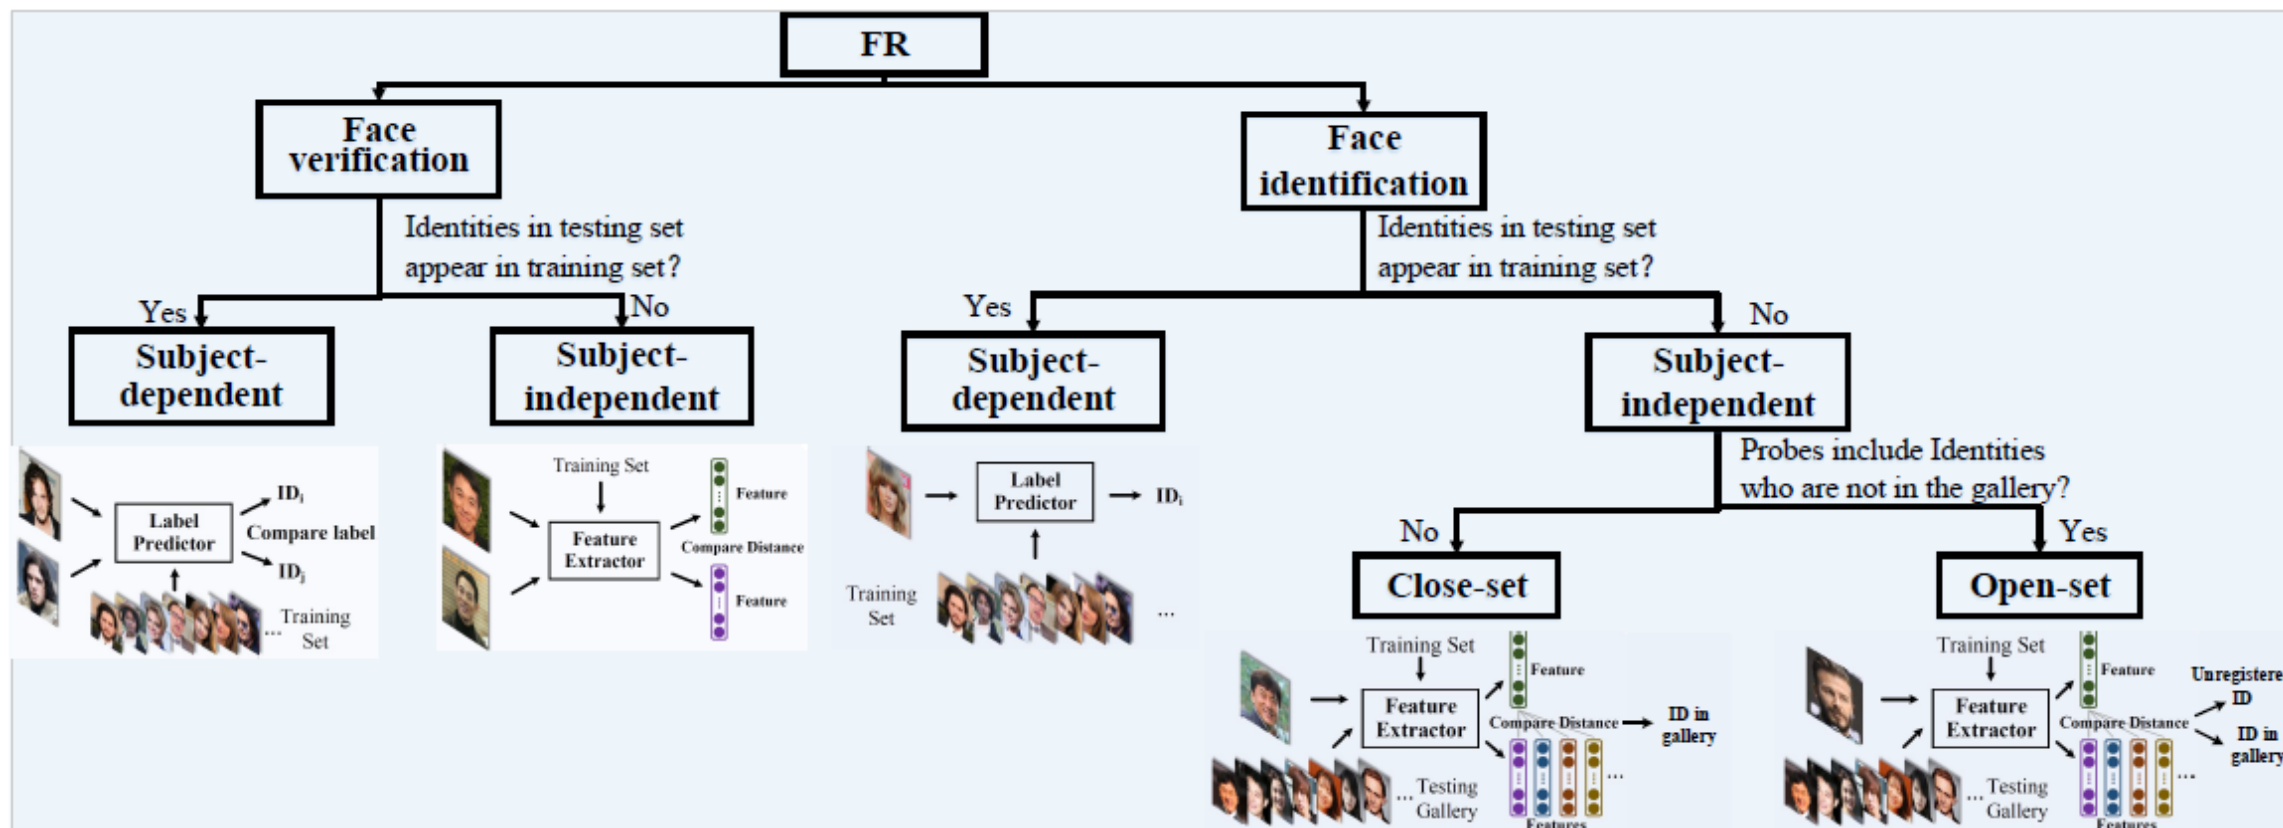 FR
Face
verification
Face
identification
Identities in testing set
appear in training set?
Identities in testing set
appear in training set?
Yes
No
Yes
No
Subject-
dependent
Subject-
independent
Subject-
dependent
Subject-
independent
Probes include Identities
who are not in the gallery?
No
Yes
Close-set
Open-set
Label
Predictor
IDi
Compare label
IDj
... Training
Set
Training Set
Feature
Extractor
Feature
Compare Distance
Feature
Label
Predictor
IDi
Training
Set
...
Training Set
Feature
Extractor
Feature
Compare Distance
ID in
gallery
... Testing
Gallery
...
Features
Training Set
Feature
Extractor
Feature
Compare Distance
Unregistere
ID
ID in
gallery
... Testing
Gallery
...
Features